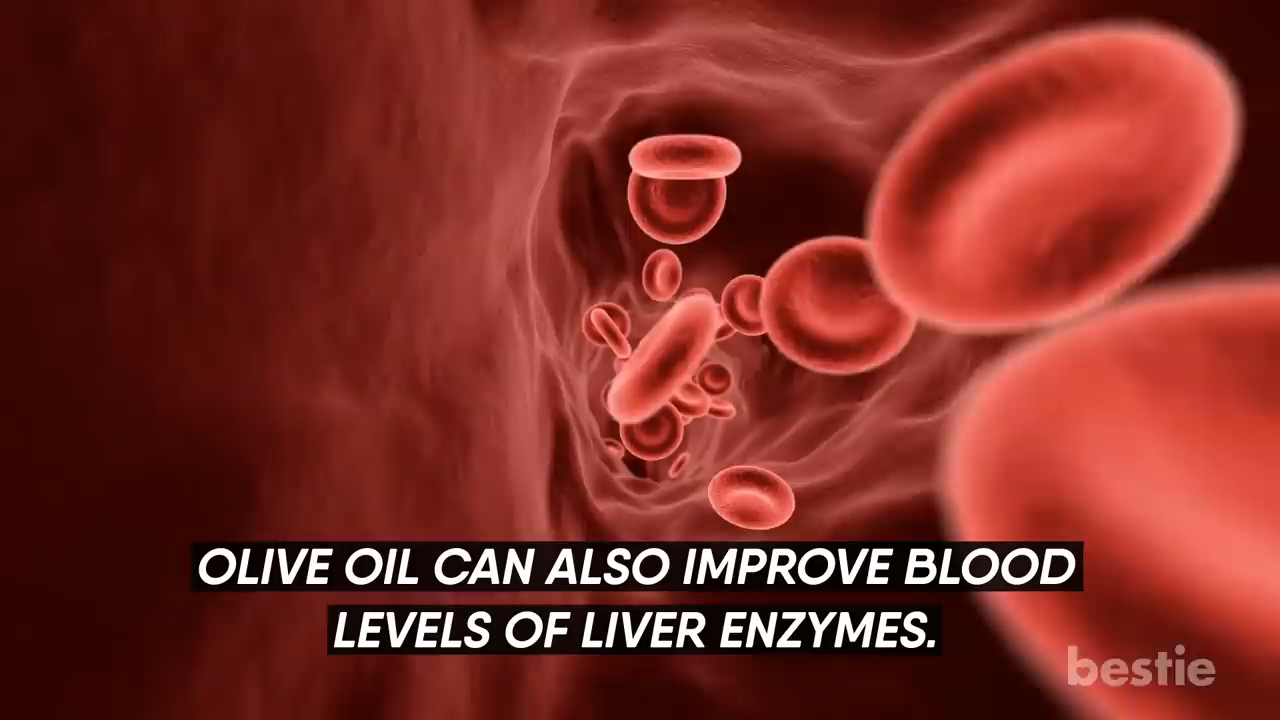 OLIVE OIL CAN ALSO IMPROVE BLOOD
LEVELS OF LIVER ENZYMES.
bestie